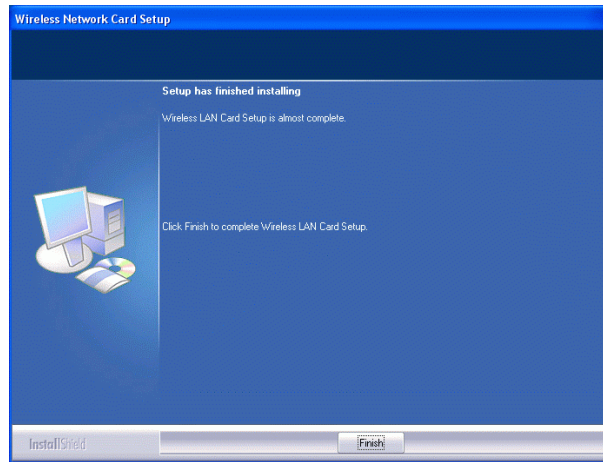 Wireless Network Card Setup
Setup has finished installing
Wireless LAN Card Setup is almost complete.
Click Finish to complete Wireless LAN Card Setup.
InstallShield
Finish